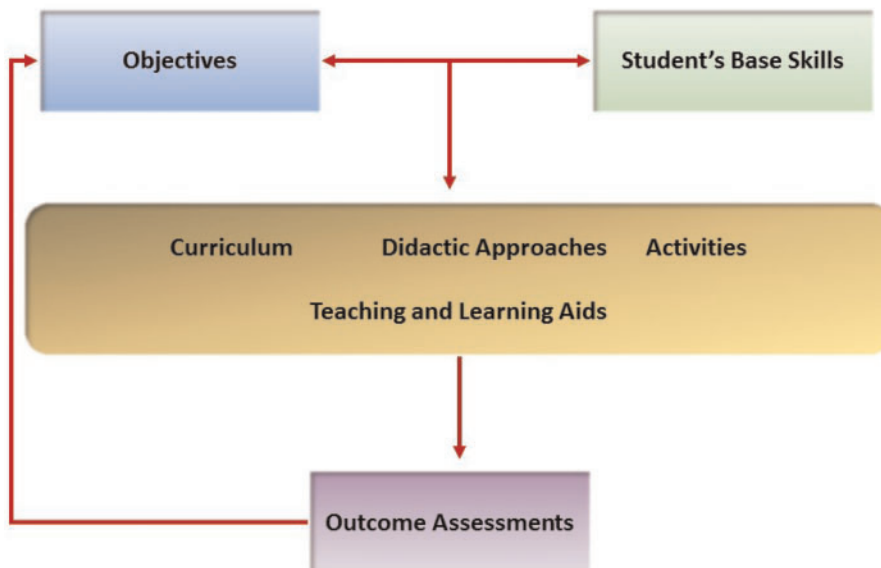 Objectives
Student's Base Skills
Curriculum Didactic Approaches Activities
Teaching and Learning Aids
Outcome Assessments